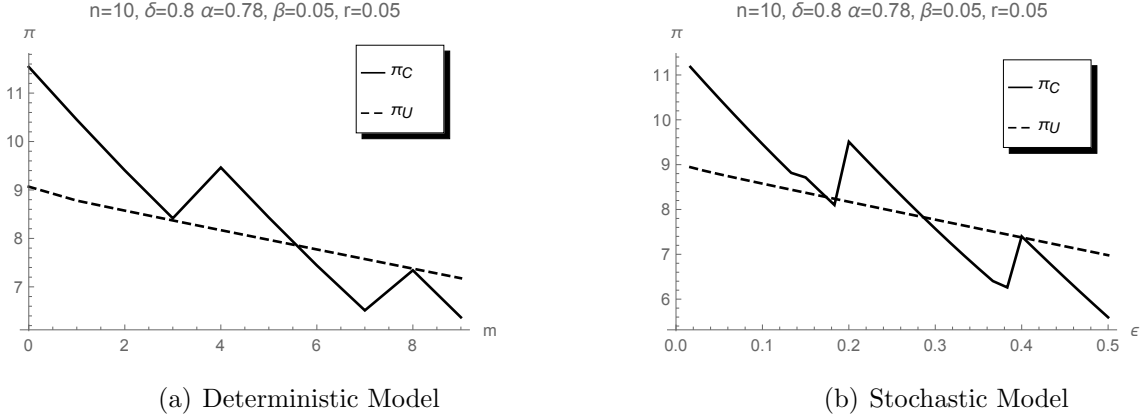 n=10, δ=0.8 α=0.78, β=0.05, r=0.05
π
π_C
π_U
11
10
9
8
7
0 2 4 6 8 m
(a) Deterministic Model
n=10, δ=0.8 α=0.78, β=0.05, r=0.05
π
π_C
π_U
11
10
9
8
7
6
0.0 0.1 0.2 0.3 0.4 0.5 ϵ
(b) Stochastic Model